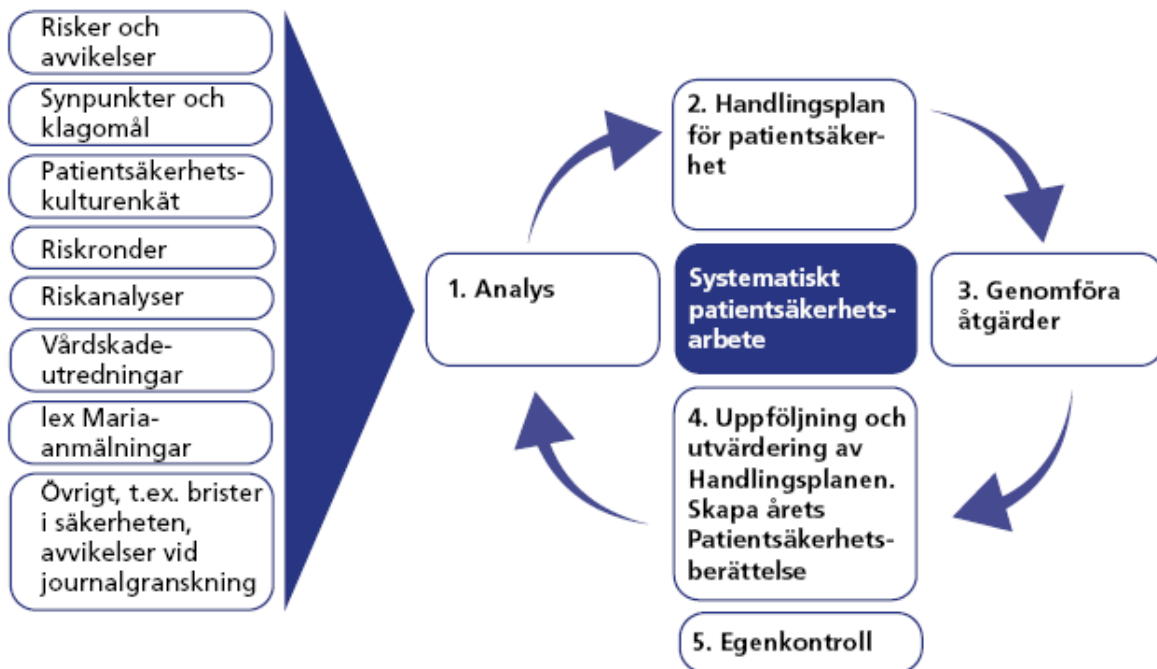 Risker och
avvikelser
Synpunkter och
klagomål
Patientsäkerhets-
kulturenkät
Riskronder
Riskanalyser
Vårdskade-
utredningar
lex Maria-
anmälningar
Övrigt, t.ex. brister
i säkerheten,
avvikelser vid
journalgranskning
1. Analys
2. Handlingsplan
för patientsäker-
het
Systematiskt
patientsäkerhets-
arbete
3. Genomföra
åtgärder
4. Uppföljning och
utvärdering av
Handlingsplanen.
Skapa årets
Patientsäkerhets-
berättelse
5. Egenkontroll